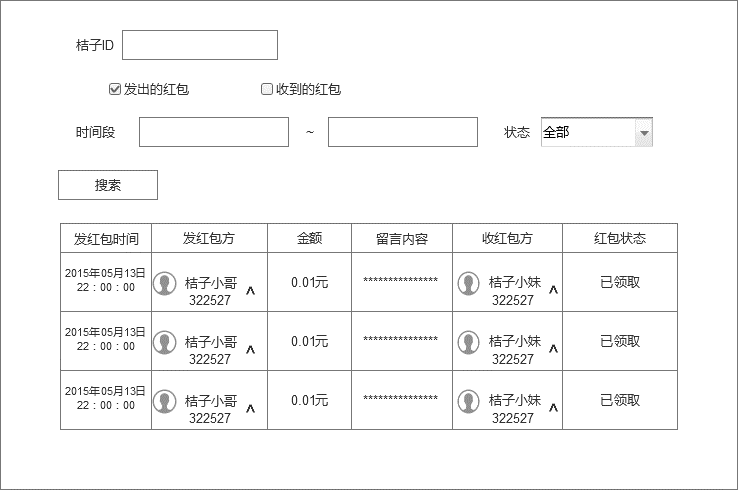 桔子ID
发出的红包 收到的红包
时间段 ~ 状态 全部
搜索
发红包时间 发红包方 金额 留言内容 收红包方 红包状态
2015年05月13日
22：00：00
桔子小哥
322527
0.01元
***************
桔子小妹
322527
已领取
2015年05月13日
22：00：00
桔子小哥
322527
0.01元
***************
桔子小妹
322527
已领取
2015年05月13日
22：00：00
桔子小哥
322527
0.01元
***************
桔子小妹
322527
已领取